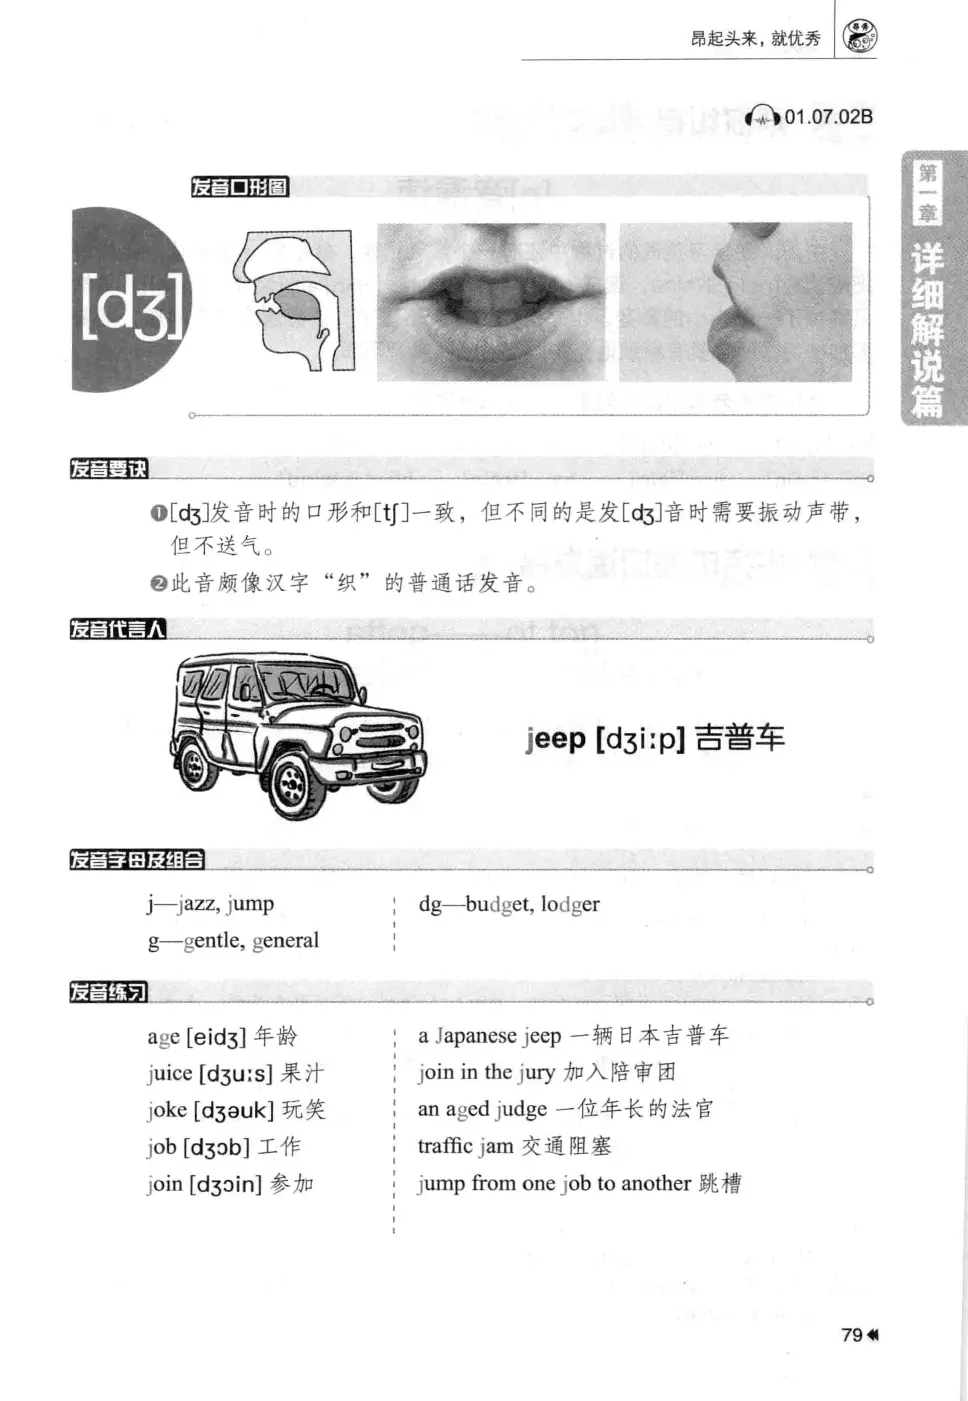 昂起头来，就优秀
01.07.02B
第一章 详细解说篇
发音口形图
[dʒ]
发音要诀
❶[dʒ]发音时的口形和[tʃ]一致，但不同的是发[dʒ]音时需要振动声带，
但不送气。
❷此音颇像汉字“织”的普通话发音。
发音代言人
jeep [dʒi:p] 吉普车
发音字母及组合
j—jazz, jump
g—gentle, general
dg—budget, lodger
发音练习
age [eidʒ] 年龄
juice [dʒu:s] 果汁
joke [dʒəuk] 玩笑
job [dʒɔb] 工作
join [dʒɔin] 参加
a Japanese jeep 一辆日本吉普车
join in the jury 加入陪审团
an aged judge 一位年长的法官
traffic jam 交通阻塞
jump from one job to another 跳槽
79